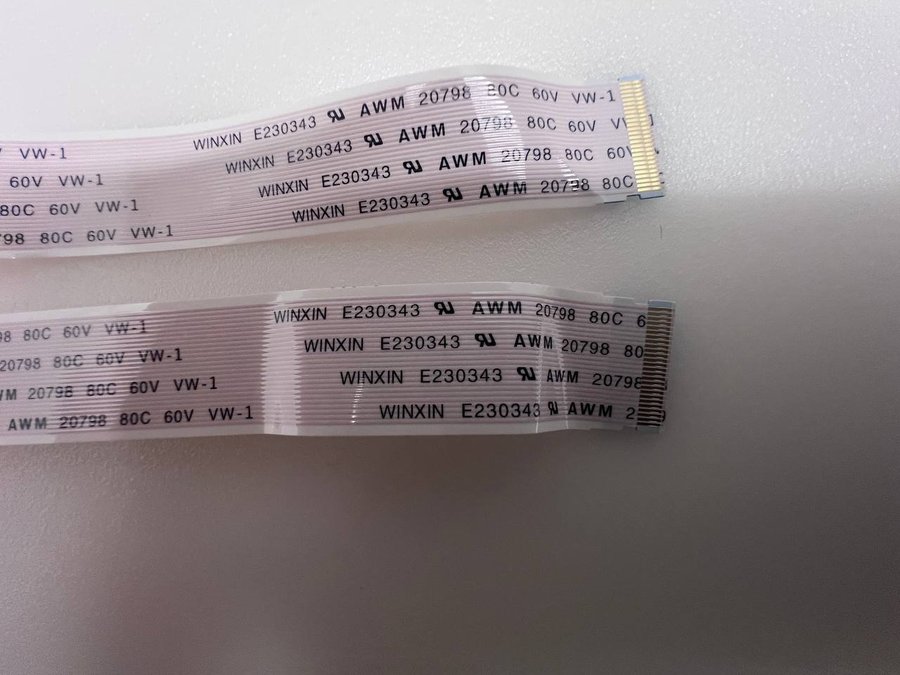 VW-1 WINXIN E230343 AWM 20798 80C 60V VW-1
60V VW-1 WINXIN E230343 AWM 20798 80C 60V
80C 60V VW-1 WINXIN E230343 AWM 20798 80C 60V
80C 60V VW-1 WINXIN E230343 AWM 20798 80C
80C 60V VW-1 WINXIN E230343 AWM 20798 80C
20798 80C 60V VW-1 WINXIN E230343 AWM 20798 80
20798 80C 60V VW-1 WINXIN E230343 AWM 20798
AWM 20798 80C 60V VW-1 WINXIN E230343 AWM